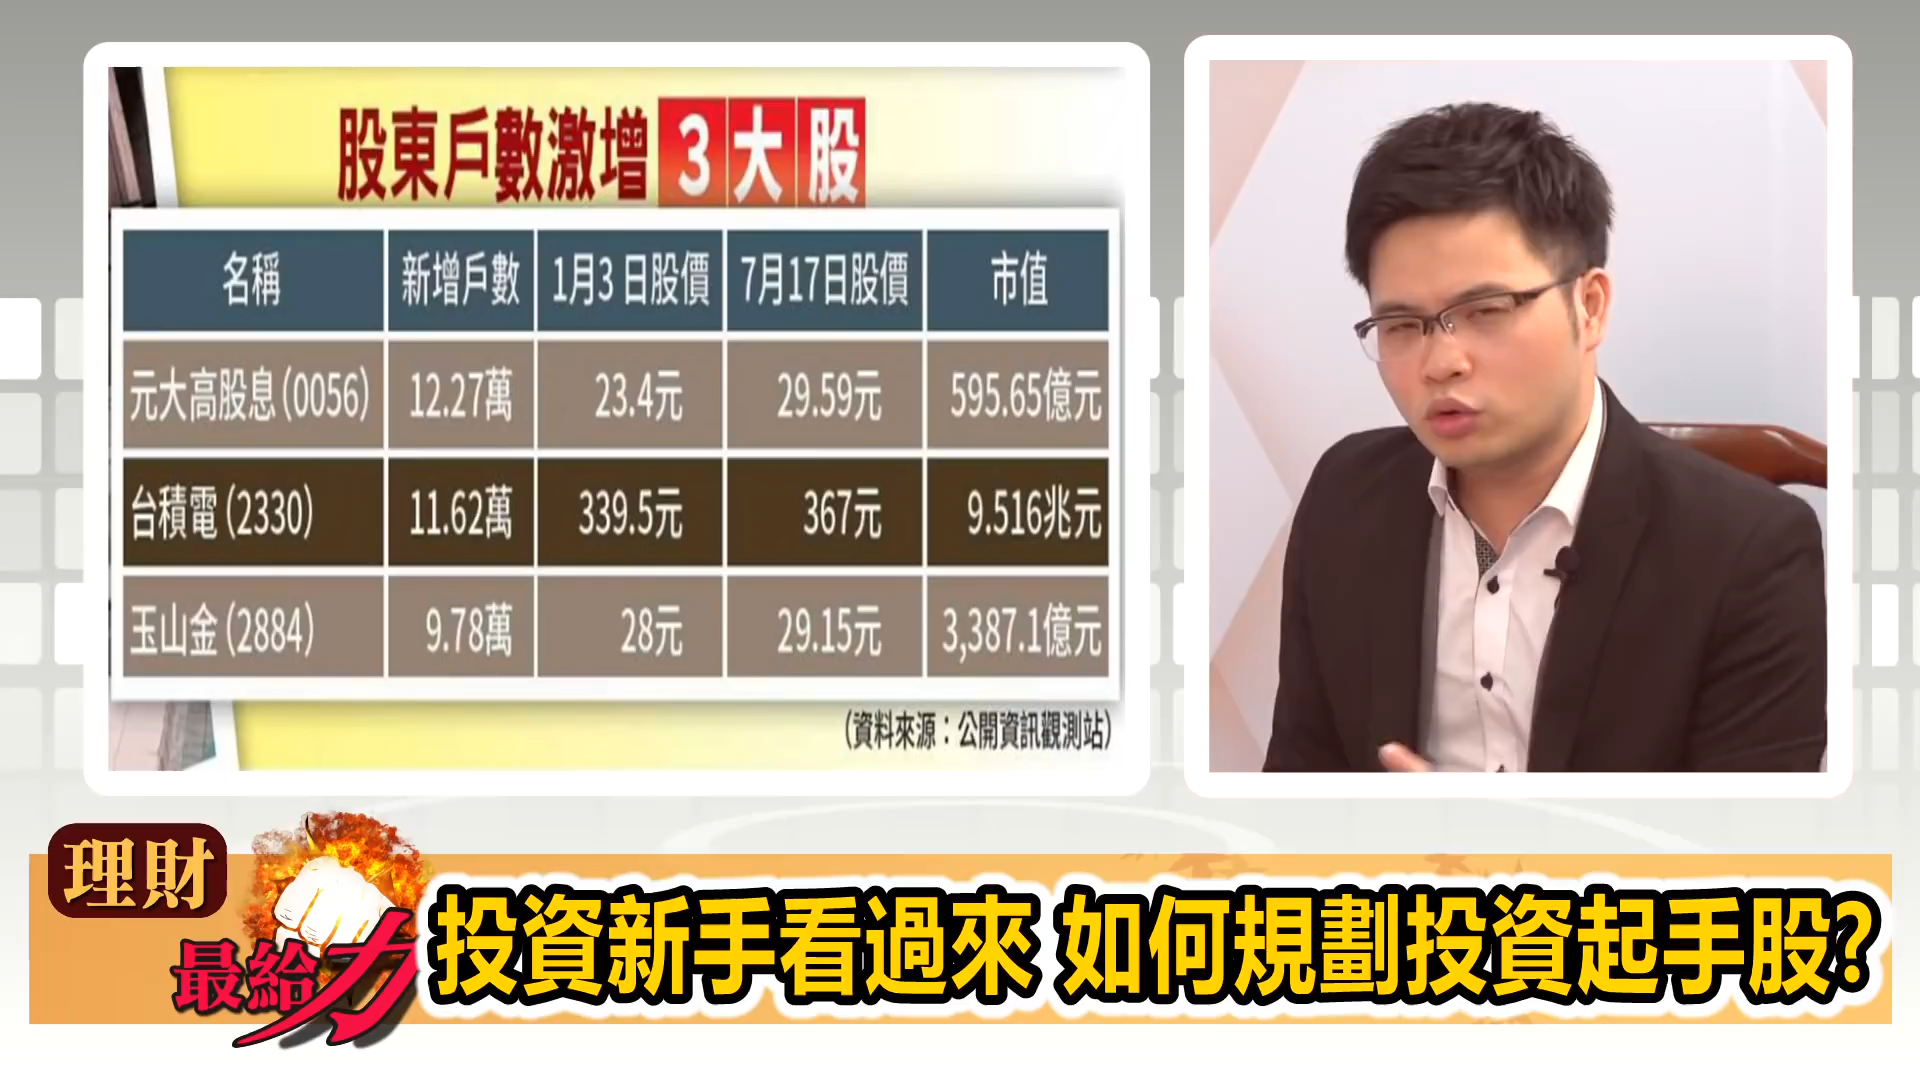 股東戶數激增3大股
名稱 新增戶數 1月3日股價 7月17日股價 市值
元大高股息(0056) 12.27萬 23.4元 29.59元 595.65億元
台積電(2330) 11.62萬 339.5元 367元 9.516兆元
玉山金(2884) 9.78萬 28元 29.15元 3,387.1億元
(資料來源：公開資訊觀測站)
理財
最給力
投資新手看過來 如何規劃投資起手股?